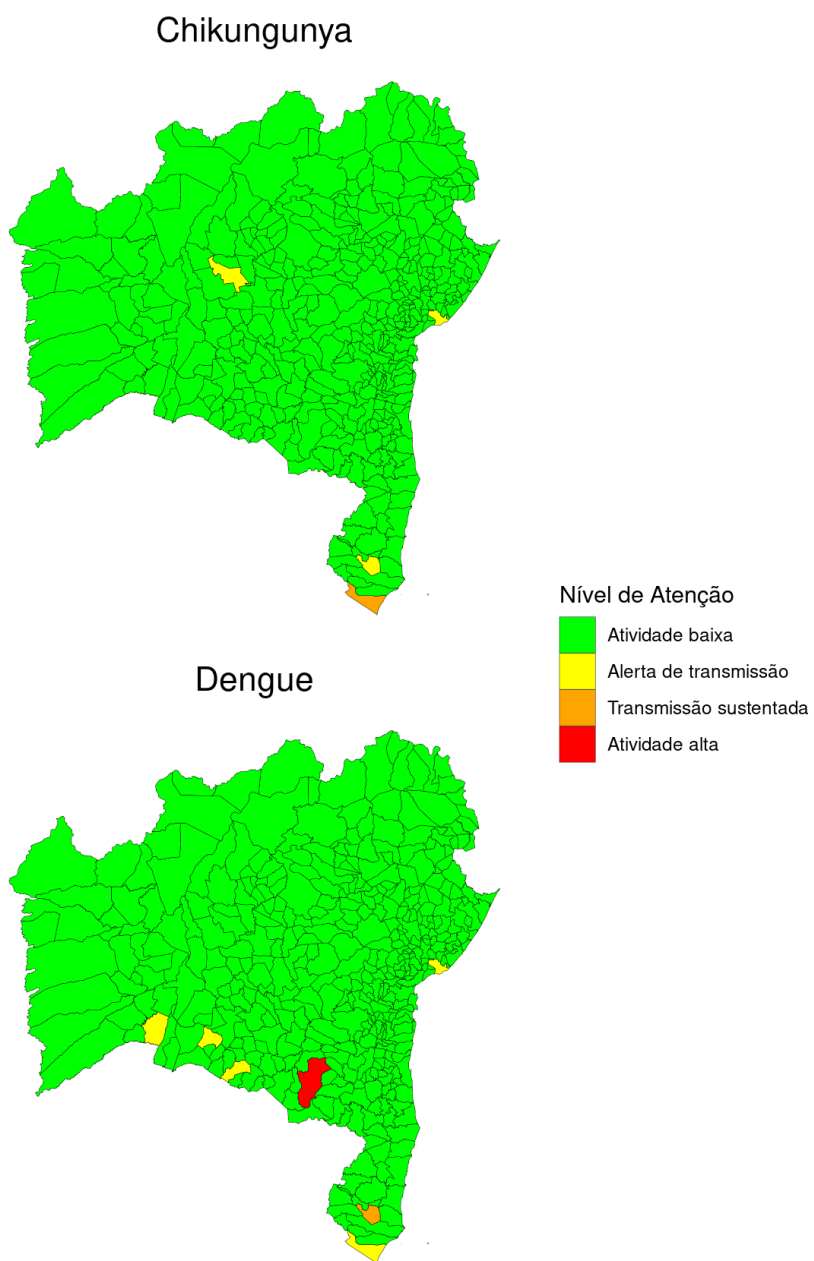 Chikungunya
Nível de Atenção
Atividade baixa
Alerta de transmissão
Transmissão sustentada
Atividade alta
Dengue